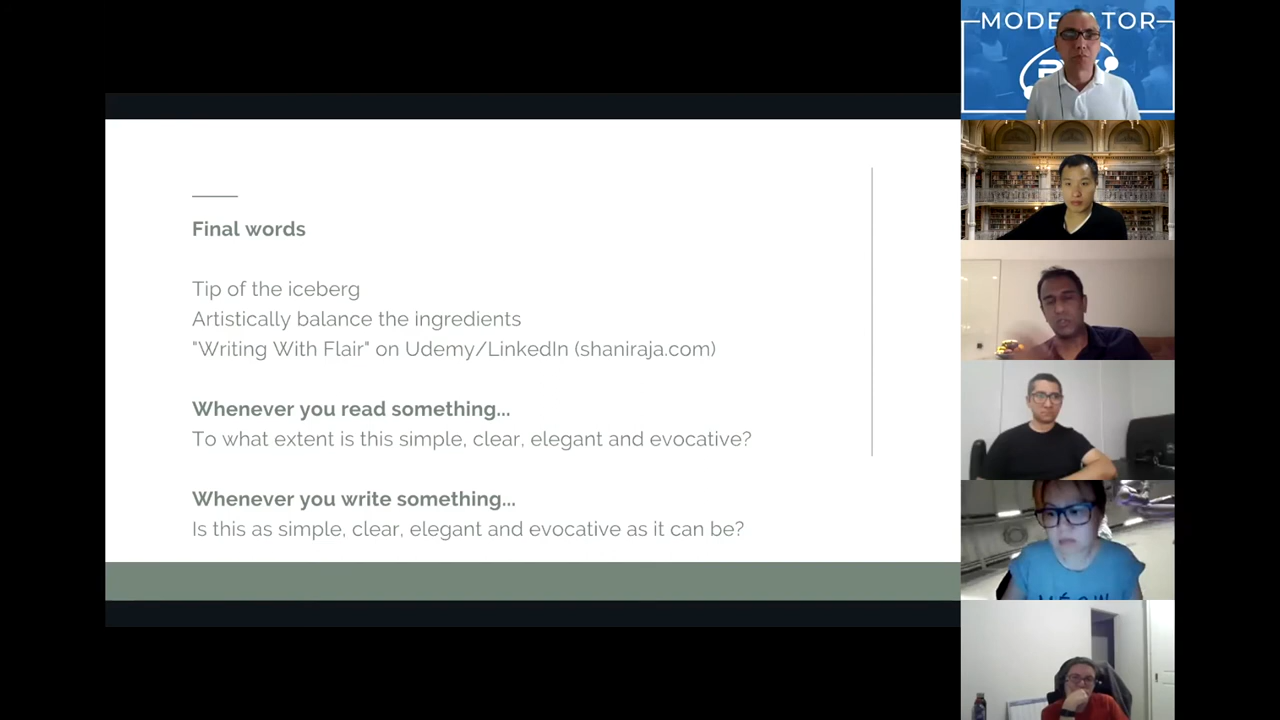 Final words
Tip of the iceberg
Artistically balance the ingredients
"Writing With Flair" on Udemy/LinkedIn (shaniraja.com)
Whenever you read something...
To what extent is this simple, clear, elegant and evocative?
Whenever you write something...
Is this as simple, clear, elegant and evocative as it can be?
MÉOW